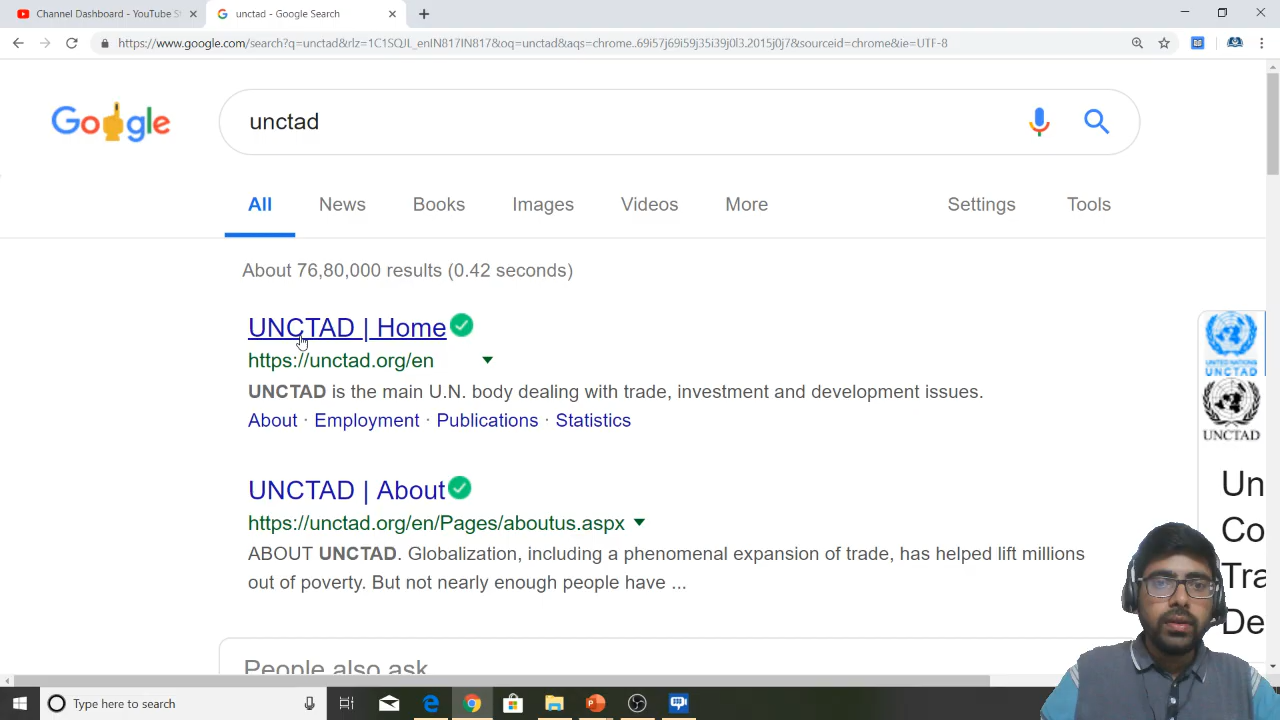 Channel Dashboard - YouTube S
unctad - Google Search
https://www.google.com/search?q=unctad&rlz=1C1SQJL_enIN817IN817&oq=unctad&aqs=chrome..69i57j69i59j35i39j0l3.2015j0j7&sourceid=chrome&ie=UTF-8
Google
unctad
All News Books Images Videos More Settings Tools
About 76,80,000 results (0.42 seconds)
UNCTAD | Home
https://unctad.org/en
UNCTAD is the main U.N. body dealing with trade, investment and development issues.
About · Employment · Publications · Statistics
UNITED NATIONS
UNCTAD
UNCTAD
UNCTAD | About
https://unctad.org/en/Pages/aboutus.aspx
ABOUT UNCTAD. Globalization, including a phenomenal expansion of trade, has helped lift millions
out of poverty. But not nearly enough people have ...
Un
Co
Tra
De
People also ask
Type here to search